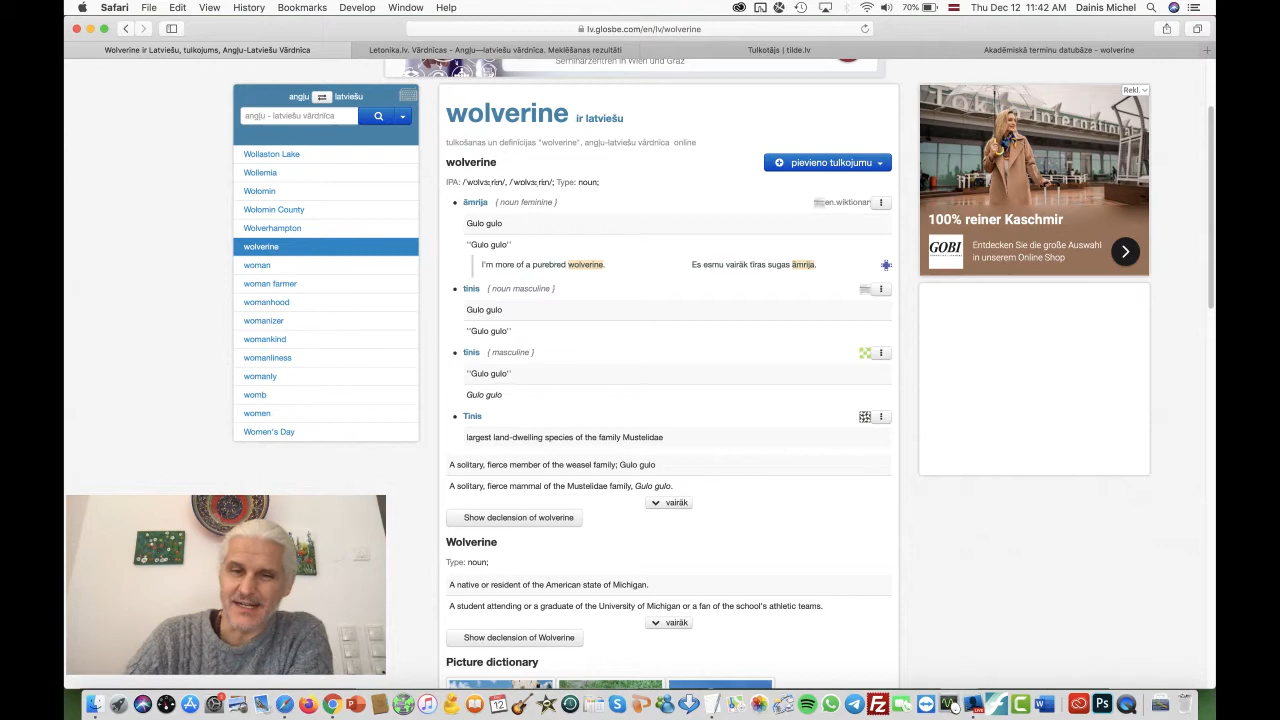 Safari File Edit View History Bookmarks Develop Window Help 70% Thu Dec 12 11:42 AM Dainis Michel
lv.glosbe.com/en/lv/wolverine
Wolverine ir Latviešu, tulkojums, Angļu-Latviešu Vārdnīca
Letonika.lv. Vārdnīcas - Angļu—latviešu vārdnīca. Meklēšanas rezultāti
Tulkotājs | tilde.lv
Akadēmiskā terminu datubāze - wolverine
Seminarzentren in Wien und Graz
angļu latviešu
angļu - latviešu vārdnīca
Wollaston Lake
Wollemia
Wołomin
Wołomin County
Wolverhampton
wolverine
woman
woman farmer
womanhood
womanizer
womankind
womanliness
womanly
womb
women
Women's Day
wolverine ir latviešu
tulkošanas un definīcijas "wolverine", angļu-latviešu vārdnīca online
wolverine
pievieno tulkojumu
IPA: /ˈwʊlvɜːɹiːn/, /ˈwʊlvɜːɹiːn/; Type: noun;
āmrija { noun feminine } en.wiktionar
Gulo gulo
''Gulo gulo''
I'm more of a purebred wolverine. Es esmu vairāk tīras sugas āmrija.
tinis { noun masculine }
Gulo gulo
''Gulo gulo''
tinis { masculine }
''Gulo gulo''
Gulo gulo
Tinis
largest land-dwelling species of the family Mustelidae
A solitary, fierce member of the weasel family; Gulo gulo
A solitary, fierce mammal of the Mustelidae family, Gulo gulo.
vairāk
Show declension of wolverine
Wolverine
Type: noun;
A native or resident of the American state of Michigan.
A student attending or a graduate of the University of Michigan or a fan of the school's athletic teams.
vairāk
Show declension of Wolverine
Picture dictionary
Rekl.
100% reiner Kaschmir
GOBI
Entdecken Sie die große Auswahl
in unserem Online Shop